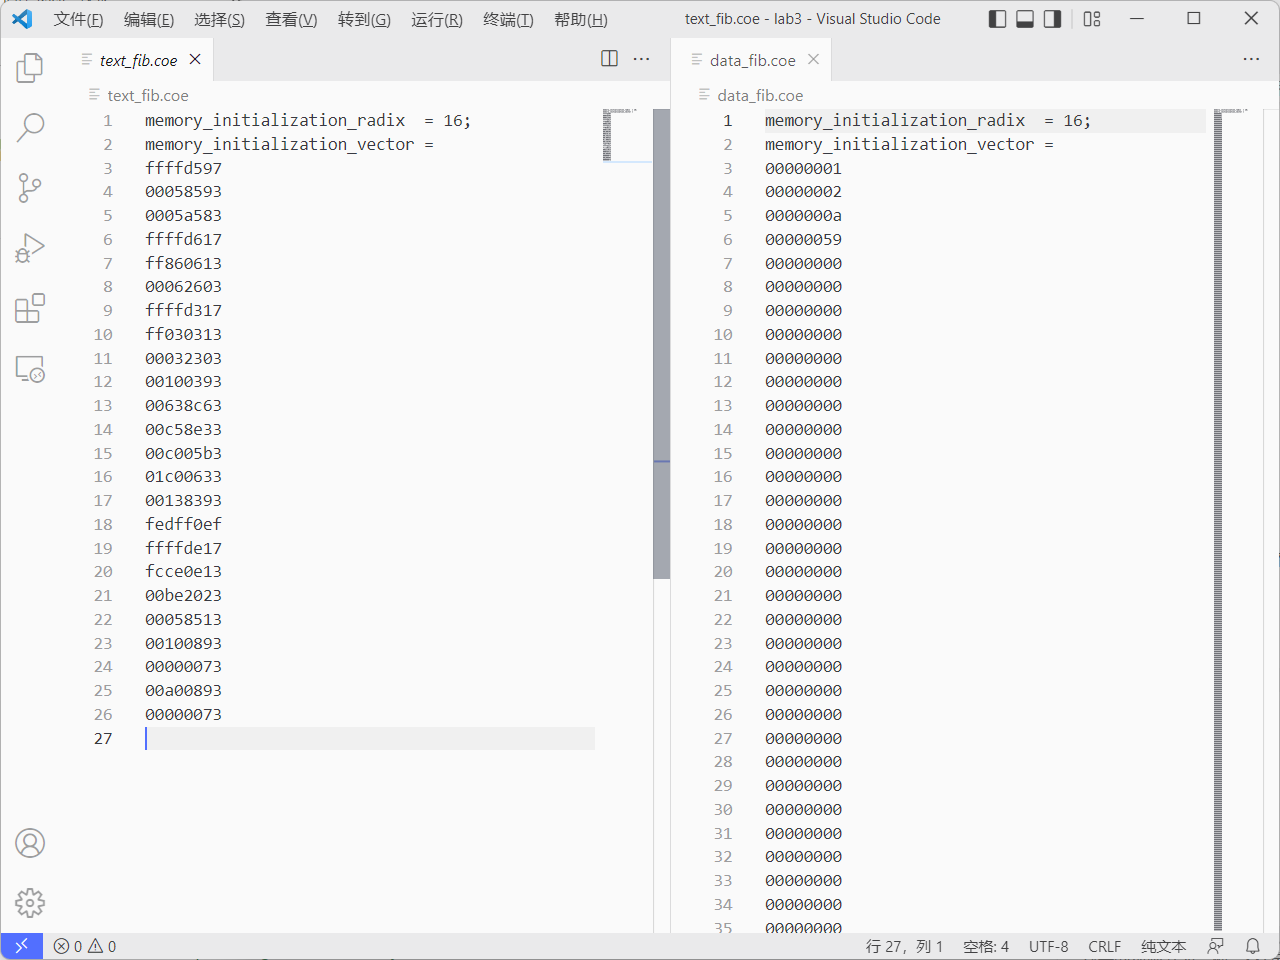 文件(F) 编辑(E) 选择(S) 查看(V) 转到(G) 运行(R) 终端(T) 帮助(H) text_fib.coe - lab3 - Visual Studio Code
text_fib.coe
text_fib.coe
1 memory_initialization_radix  = 16;
2 memory_initialization_vector =
3 ffffd597
4 00058593
5 0005a583
6 ffffd617
7 ff860613
8 00062603
9 ffffd317
10 ff030313
11 00032303
12 00100393
13 00638c63
14 00c58e33
15 00c005b3
16 01c00633
17 00138393
18 fedff0ef
19 ffffde17
20 fcce0e13
21 00be2023
22 00058513
23 00100893
24 00000073
25 00a00893
26 00000073
27
data_fib.coe
data_fib.coe
1 memory_initialization_radix  = 16;
2 memory_initialization_vector =
3 00000001
4 00000002
5 0000000a
6 00000059
7 00000000
8 00000000
9 00000000
10 00000000
11 00000000
12 00000000
13 00000000
14 00000000
15 00000000
16 00000000
17 00000000
18 00000000
19 00000000
20 00000000
21 00000000
22 00000000
23 00000000
24 00000000
25 00000000
26 00000000
27 00000000
28 00000000
29 00000000
30 00000000
31 00000000
32 00000000
33 00000000
34 00000000
35 00000000
0 0 行 27，列 1 空格: 4 UTF-8 CRLF 纯文本